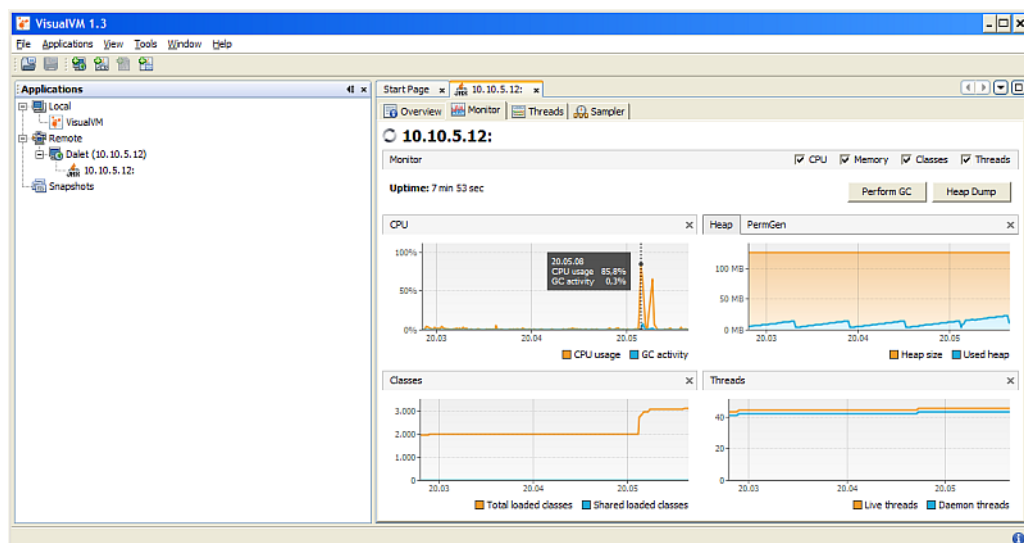 VisualVM 1.3
File Applications View Tools Window Help
Applications
Local
VisualVM
Remote
Dalet (10.10.5.12)
10.10.5.12:
Snapshots
Start Page 10.10.5.12:
Overview Monitor Threads Sampler
10.10.5.12:
Monitor CPU Memory Classes Threads
Uptime: 7 min 53 sec
Perform GC Heap Dump
CPU
100%
50%
0%
20.05.08
CPU usage 85,8%
GC activity 0,3%
20.03 20.04 20.05
CPU usage GC activity
Heap PermGen
100 MB
50 MB
0 MB
20.03 20.04 20.05
Heap size Used heap
Classes
3.000
2.000
1.000
0
20.03 20.04 20.05
Total loaded classes Shared loaded classes
Threads
40
20
0
20.03 20.04 20.05
Live threads Daemon threads